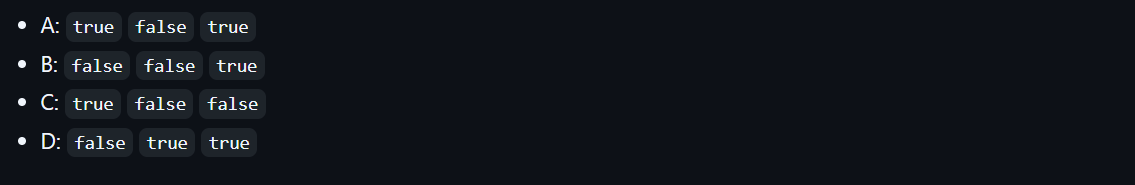 A: true false true
B: false false true
C: true false false
D: false true true